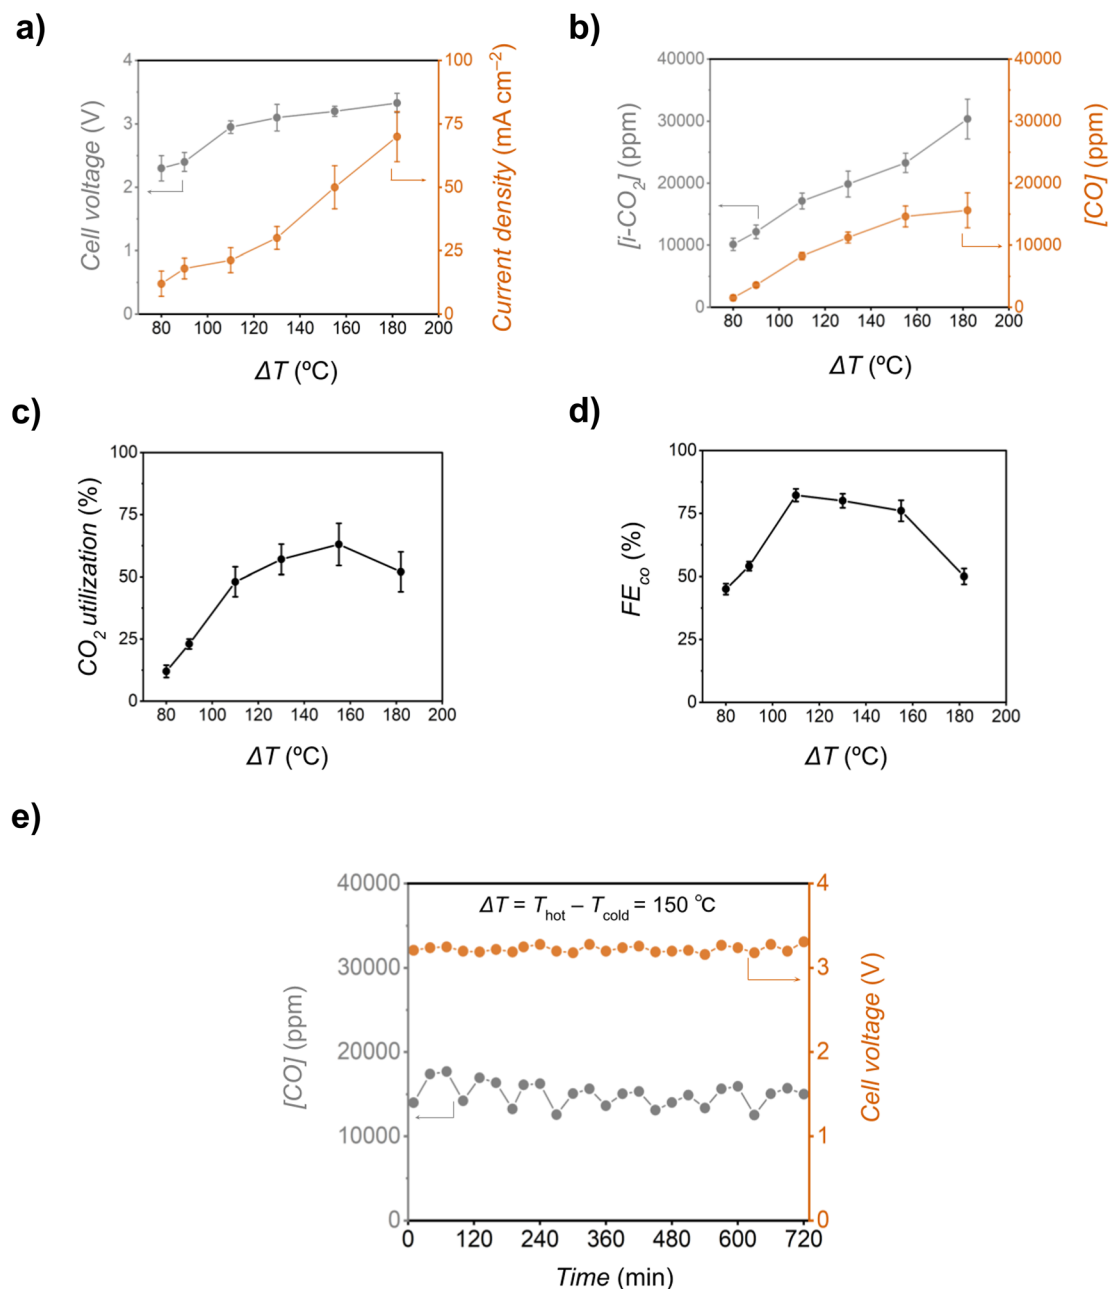 a)
Cell voltage (V)
4
3
2
1
0
100
75
50
25
0
Current density (mA cm⁻²)
80 100 120 140 160 180 200
ΔT (ºC)
b)
[i-CO₂] (ppm)
40000
30000
20000
10000
0
40000
30000
20000
10000
0
[CO] (ppm)
80 100 120 140 160 180 200
ΔT (ºC)
c)
CO₂ utilization (%)
100
75
50
25
0
80 100 120 140 160 180 200
ΔT (ºC)
d)
FE_co (%)
100
75
50
25
0
80 100 120 140 160 180 200
ΔT (ºC)
e)
[CO] (ppm)
40000
30000
20000
10000
0
ΔT = T_hot – T_cold = 150 °C
4
3
2
1
0
Cell voltage (V)
0 120 240 360 480 600 720
Time (min)